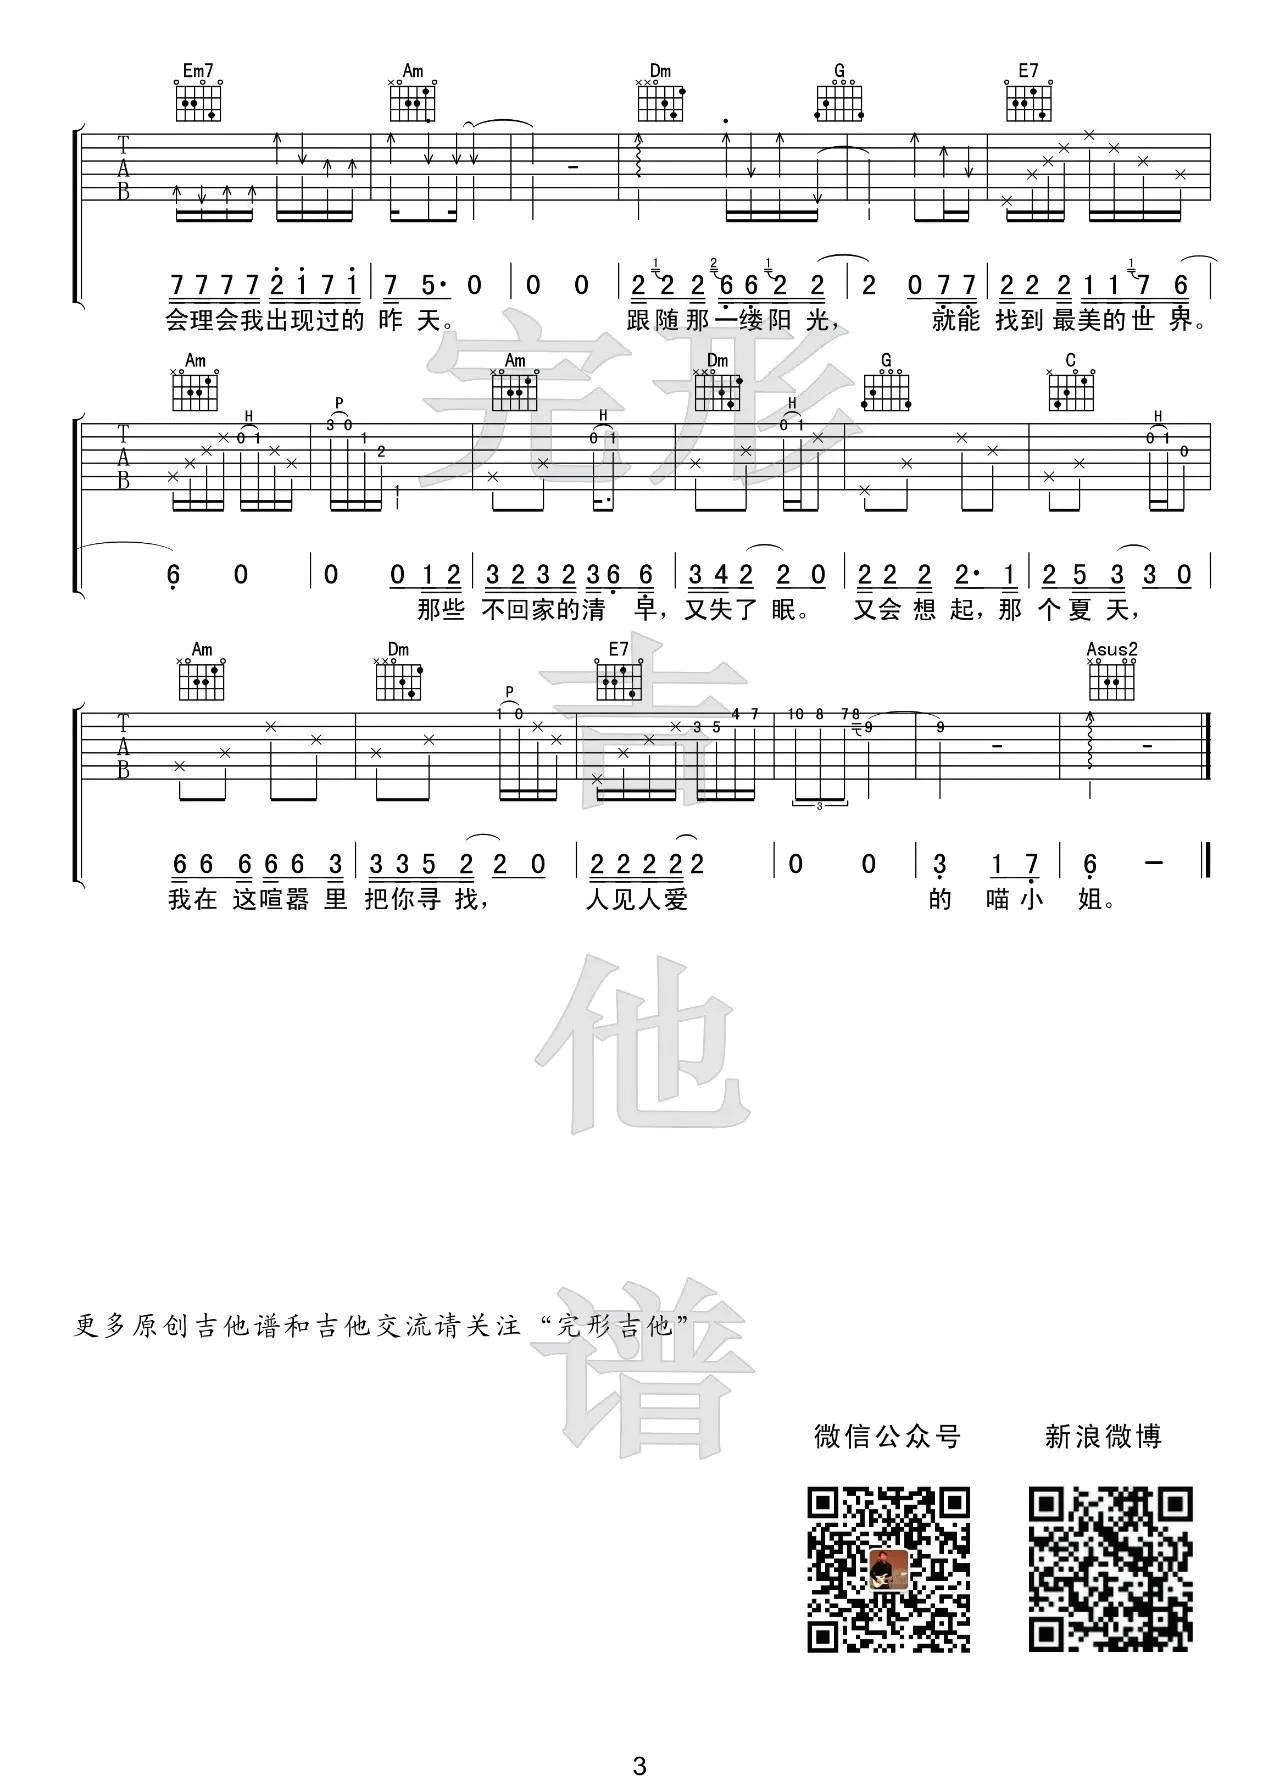 Em7 Am Dm G E7
T A B
7 7 7 7 2 1 7 1 7 5· 0 0 0 2 2 2 6 6 2 2 2 0 7 7 2 2 2 1 1 7 6
会理会我出现过的 昨 天。 跟随那一缕阳光， 就能 找到 最美的世界。
Am Am Dm G C
H P H H H
T A B
0 1 3 0 1 2 1 0 1 0 1 0 1 0
6 0 0 0 1 2 3 2 3 2 3 6 6 3 4 2 2 0 2 2 2 2· 1 2 5 3 3 0
那些 不回家的清 早， 又失了 眠。 又会 想 起， 那 个夏 天，
Am Dm E7 Asus2
P
T A B
1 0 3 5 4 7 10 8 7 8 9 9
3
6 6 6 6 6 3 3 3 5 2 2 0 2 2 2 2 2 0 0 3 1 7 6 –
我在 这喧嚣 里 把你寻 找， 人见人爱 的 喵小 姐。
完形
吉
他
谱
更多原创吉他谱和吉他交流请关注“完形吉他”
微信公众号 新浪微博
3